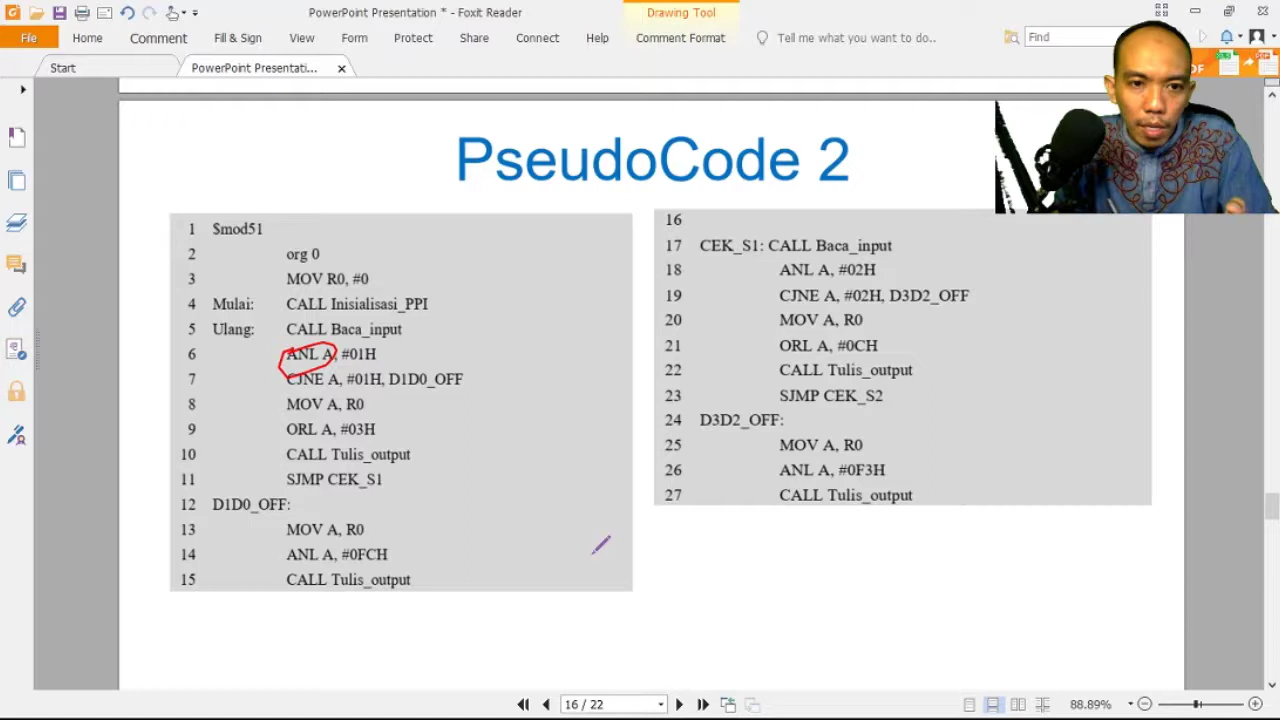 PowerPoint Presentation * - Foxit Reader
Drawing Tool
File
Home
Comment
Fill & Sign
View
Form
Protect
Share
Connect
Help
Comment Format
Tell me what you want to do..
Find
Start
PowerPoint Presentati...
PseudoCode 2
1 $mod51
2 org 0
3 MOV R0, #0
4 Mulai: CALL Inisialisasi_PPI
5 Ulang: CALL Baca_input
6 ANL A, #01H
7 CJNE A, #01H, D1D0_OFF
8 MOV A, R0
9 ORL A, #03H
10 CALL Tulis_output
11 SJMP CEK_S1
12 D1D0_OFF:
13 MOV A, R0
14 ANL A, #0FCH
15 CALL Tulis_output
16
17 CEK_S1: CALL Baca_input
18 ANL A, #02H
19 CJNE A, #02H, D3D2_OFF
20 MOV A, R0
21 ORL A, #0CH
22 CALL Tulis_output
23 SJMP CEK_S2
24 D3D2_OFF:
25 MOV A, R0
26 ANL A, #0F3H
27 CALL Tulis_output
16 / 22
88.89%